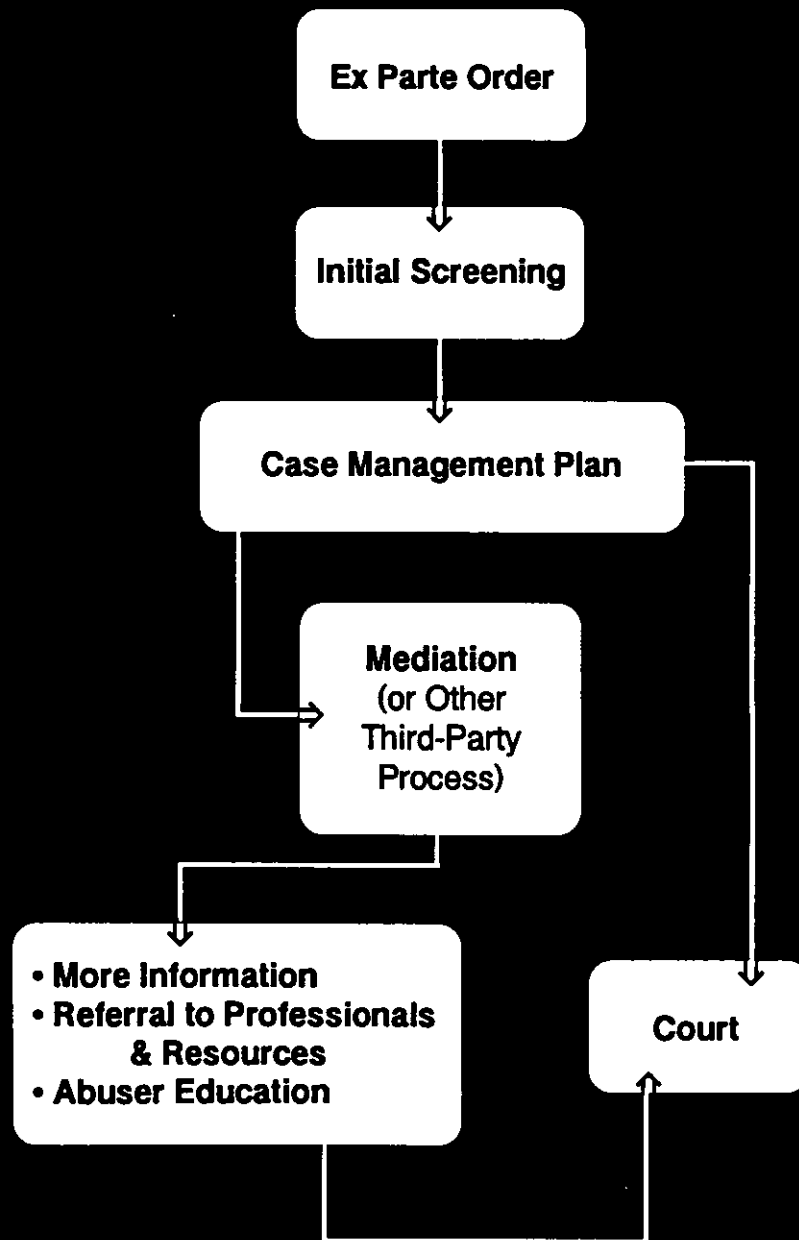 Ex Parte Order
Initial Screening
Case Management Plan
Mediation
(or Other
Third-Party
Process)
• More Information
• Referral to Professionals
& Resources
• Abuser Education
Court